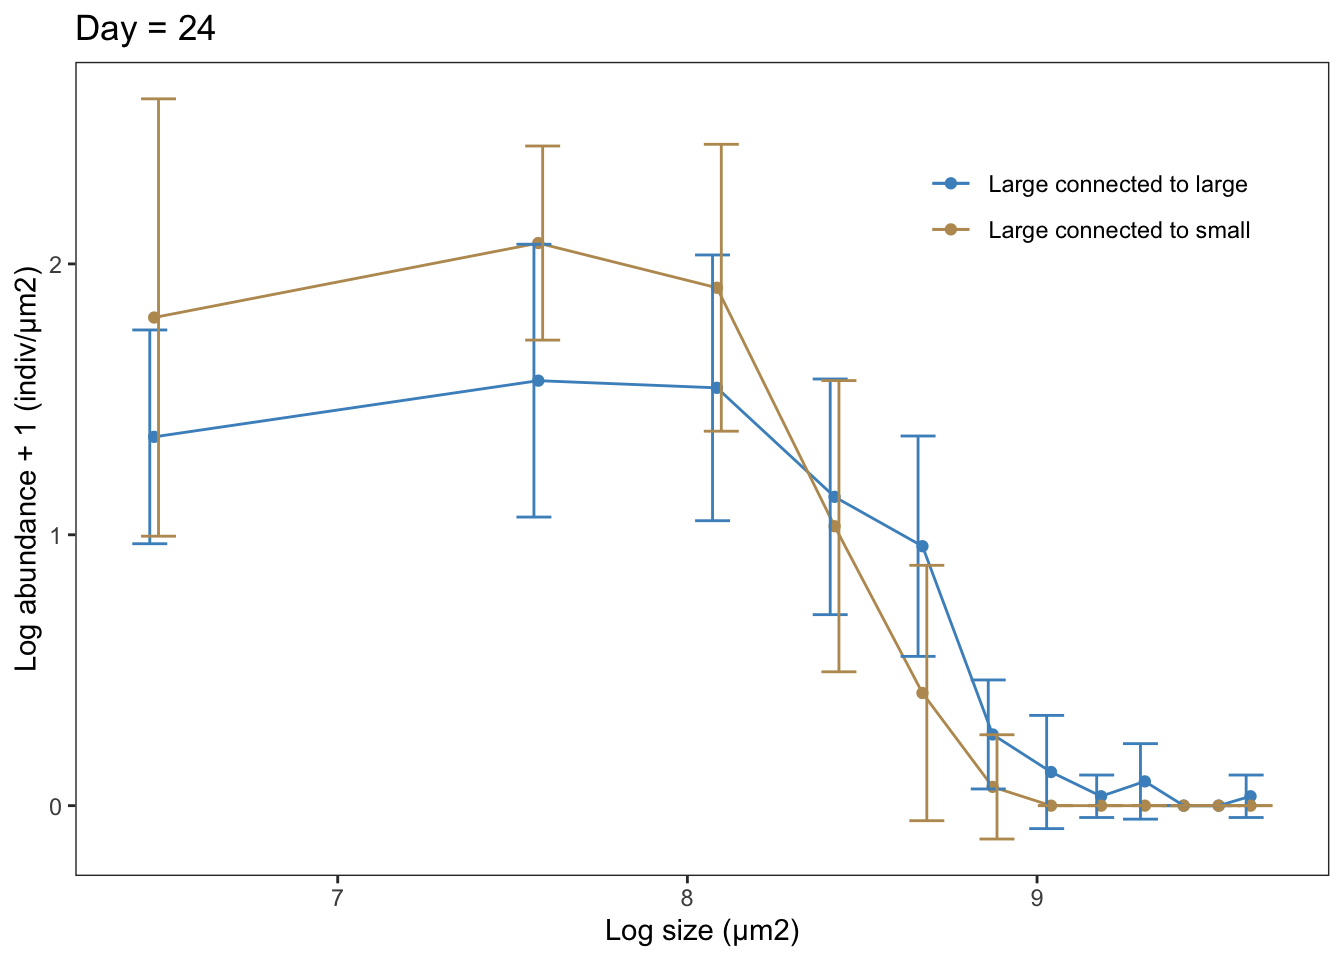 Day = 24
Log abundance + 1 (indiv/µm2)
2
1
0
Large connected to large
Large connected to small
7 8 9
Log size (µm2)